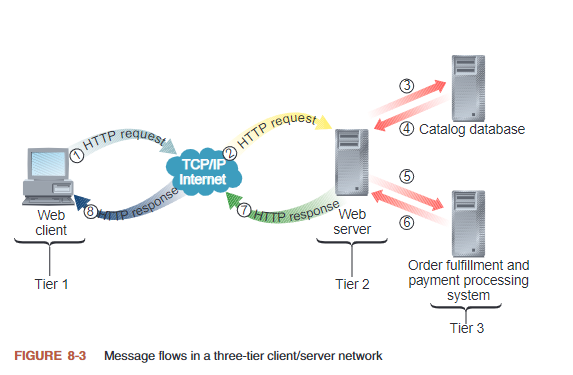 ③
④ Catalog database
① HTTP request
② HTTP request
TCP/IP
Internet
⑧ HTTP response
⑦ HTTP response
⑤
⑥
Web
client
Web
server
Order fulfillment and
payment processing
system
Tier 1
Tier 2
Tier 3
FIGURE 8-3 Message flows in a three-tier client/server network